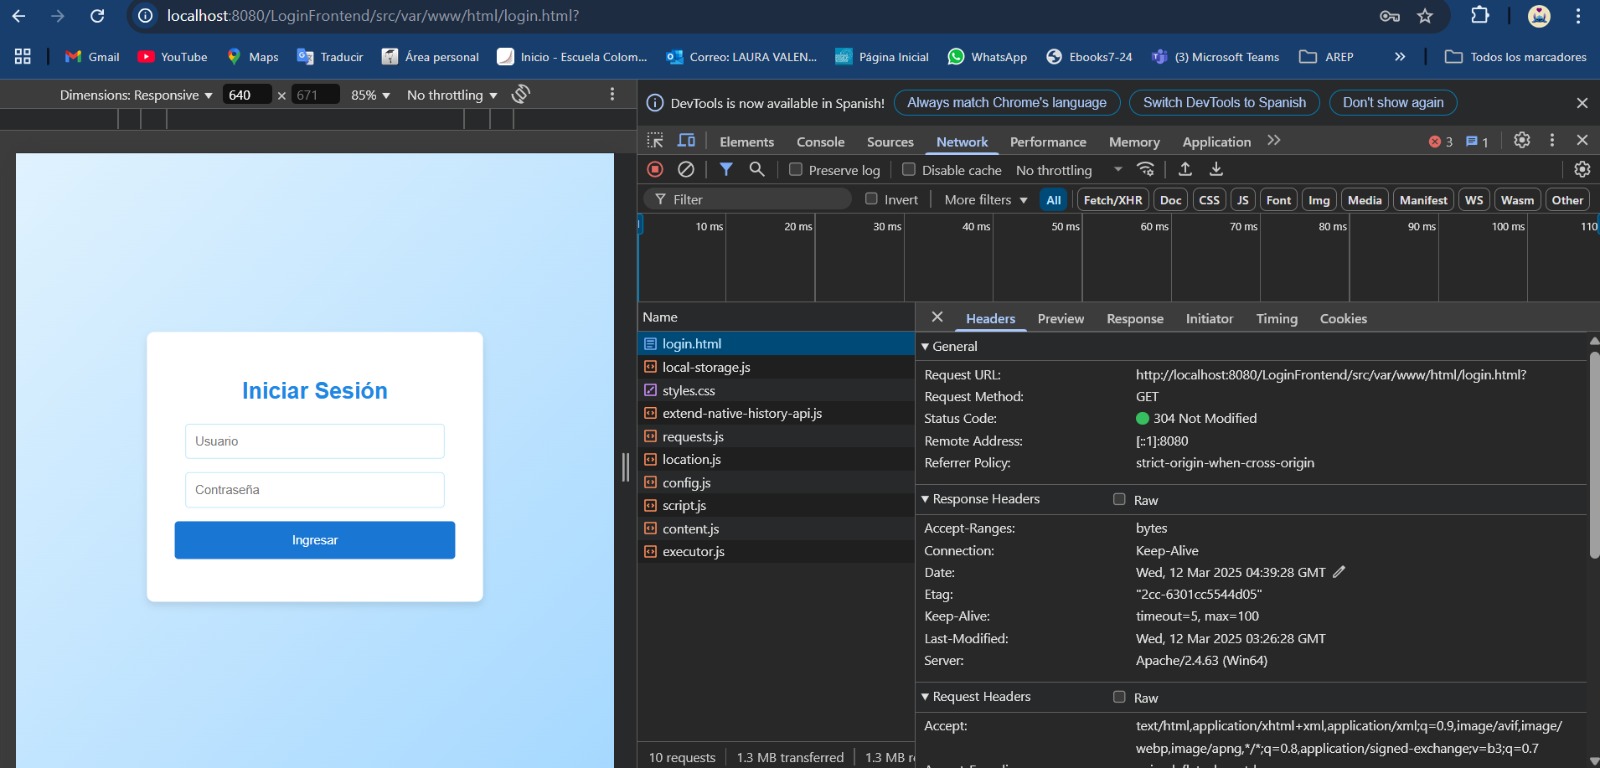 localhost:8080/LoginFrontend/src/var/www/html/login.html?
Gmail YouTube Maps Traducir Área personal Inicio - Escuela Colom... Correo: LAURA VALEN... Página Inicial WhatsApp Ebooks7-24 (3) Microsoft Teams AREP » Todos los marcadores
Dimensions: Responsive 640 × 671 85% No throttling
Iniciar Sesión
Usuario
Contraseña
Ingresar
DevTools is now available in Spanish! Always match Chrome's language Switch DevTools to Spanish Don't show again
Elements Console Sources Network Performance Memory Application 3 1
Preserve log Disable cache No throttling
Filter Invert More filters All Fetch/XHR Doc CSS JS Font Img Media Manifest WS Wasm Other
10 ms 20 ms 30 ms 40 ms 50 ms 60 ms 70 ms 80 ms 90 ms 100 ms 110
Name
login.html
local-storage.js
styles.css
extend-native-history-api.js
requests.js
location.js
config.js
script.js
content.js
executor.js
10 requests 1.3 MB transferred 1.3 MB
Headers Preview Response Initiator Timing Cookies
General
Request URL: http://localhost:8080/LoginFrontend/src/var/www/html/login.html?
Request Method: GET
Status Code: 304 Not Modified
Remote Address: [::1]:8080
Referrer Policy: strict-origin-when-cross-origin
Response Headers Raw
Accept-Ranges: bytes
Connection: Keep-Alive
Date: Wed, 12 Mar 2025 04:39:28 GMT
Etag: "2cc-6301cc5544d05"
Keep-Alive: timeout=5, max=100
Last-Modified: Wed, 12 Mar 2025 03:26:28 GMT
Server: Apache/2.4.63 (Win64)
Request Headers Raw
Accept: text/html,application/xhtml+xml,application/xml;q=0.9,image/avif,image/
webp,image/apng,*/*;q=0.8,application/signed-exchange;v=b3;q=0.7